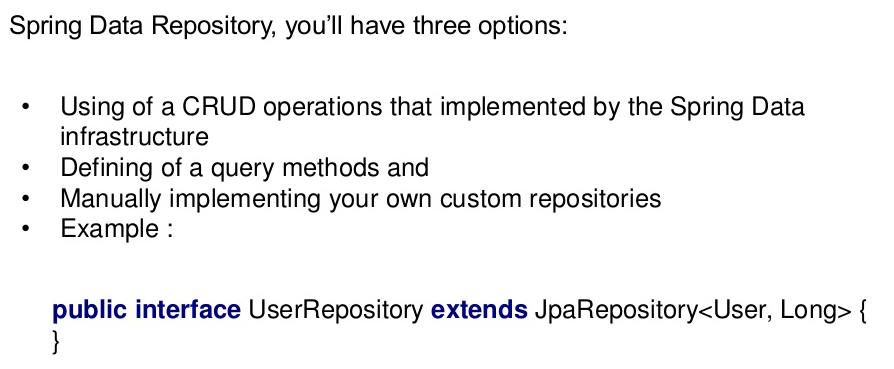 Spring Data Repository, you’ll have three options:
• Using of a CRUD operations that implemented by the Spring Data
infrastructure
• Defining of a query methods and
• Manually implementing your own custom repositories
• Example :
public interface UserRepository extends JpaRepository<User, Long> {
}